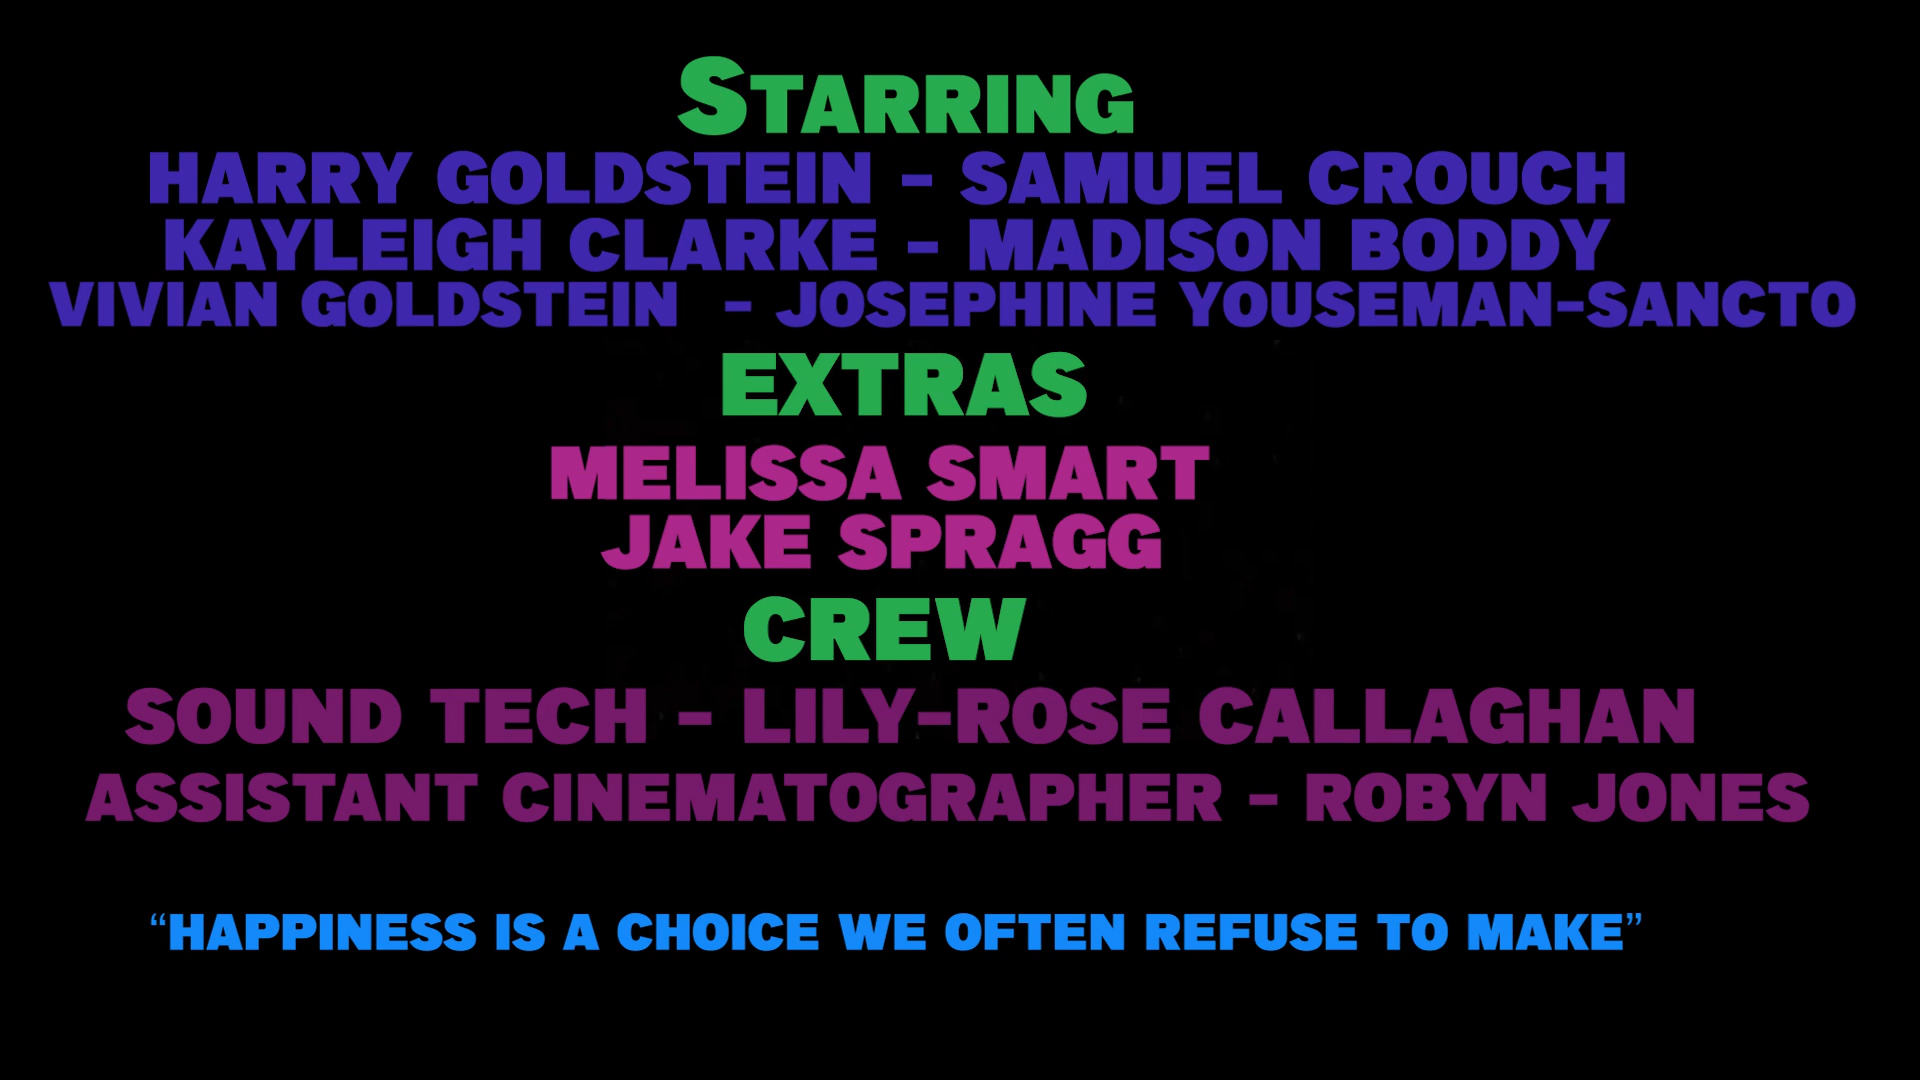 STARRING
HARRY GOLDSTEIN - SAMUEL CROUCH
KAYLEIGH CLARKE - MADISON BODDY
VIVIAN GOLDSTEIN - JOSEPHINE YOUSEMAN-SANCTO
EXTRAS
MELISSA SMART
JAKE SPRAGG
CREW
SOUND TECH - LILY-ROSE CALLAGHAN
ASSISTANT CINEMATOGRAPHER - ROBYN JONES
“HAPPINESS IS A CHOICE WE OFTEN REFUSE TO MAKE”